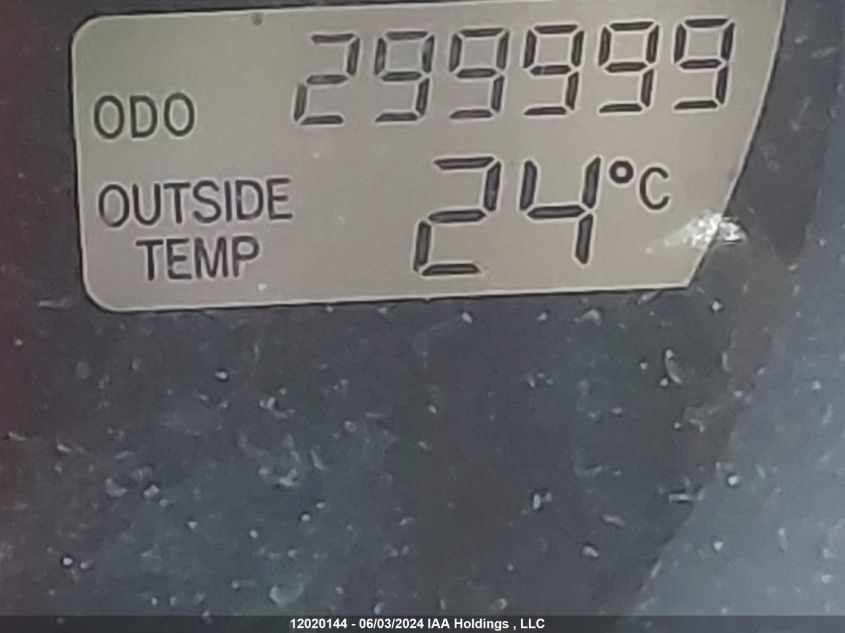 ODO 299999
OUTSIDE TEMP 24°C
12020144 - 06/03/2024 IAA Holdings , LLC